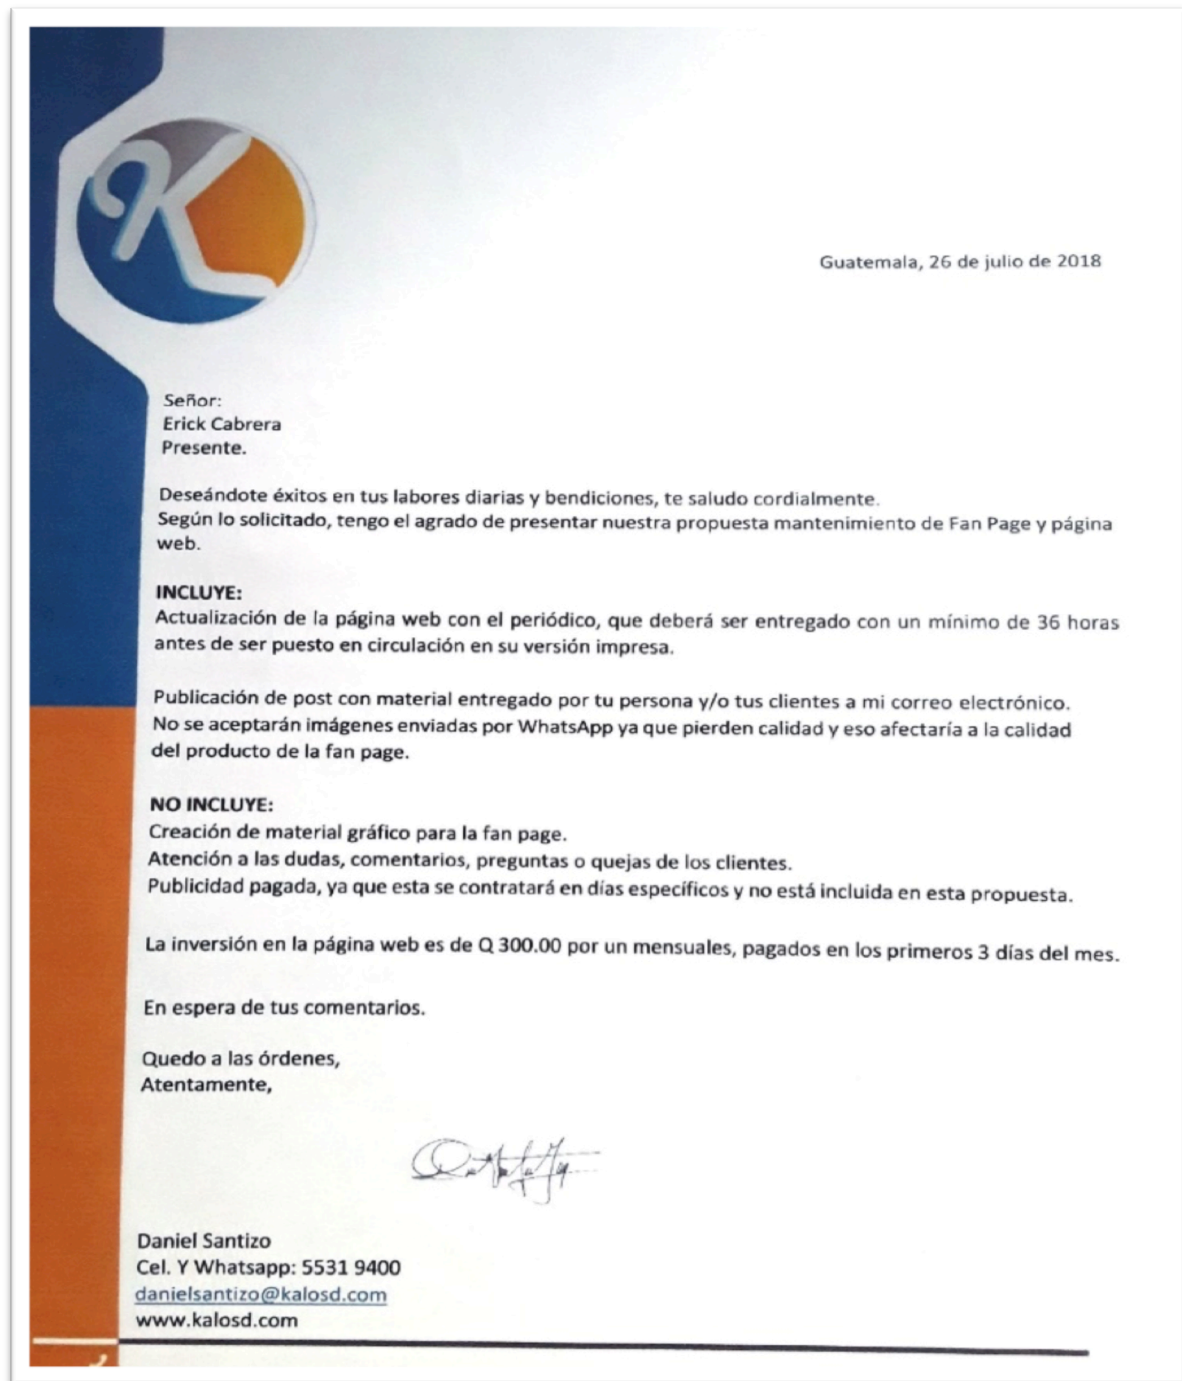 K
Guatemala, 26 de julio de 2018
Señor:
Erick Cabrera
Presente.
Deseándote éxitos en tus labores diarias y bendiciones, te saludo cordialmente.
Según lo solicitado, tengo el agrado de presentar nuestra propuesta mantenimiento de Fan Page y página
web.
INCLUYE:
Actualización de la página web con el periódico, que deberá ser entregado con un mínimo de 36 horas
antes de ser puesto en circulación en su versión impresa.
Publicación de post con material entregado por tu persona y/o tus clientes a mi correo electrónico.
No se aceptarán imágenes enviadas por WhatsApp ya que pierden calidad y eso afectaría a la calidad
del producto de la fan page.
NO INCLUYE:
Creación de material gráfico para la fan page.
Atención a las dudas, comentarios, preguntas o quejas de los clientes.
Publicidad pagada, ya que esta se contratará en días específicos y no está incluida en esta propuesta.
La inversión en la página web es de Q 300.00 por un mensuales, pagados en los primeros 3 días del mes.
En espera de tus comentarios.
Quedo a las órdenes,
Atentamente,
Daniel Santizo
Cel. Y Whatsapp: 5531 9400
danielsantizo@kalosd.com
www.kalosd.com